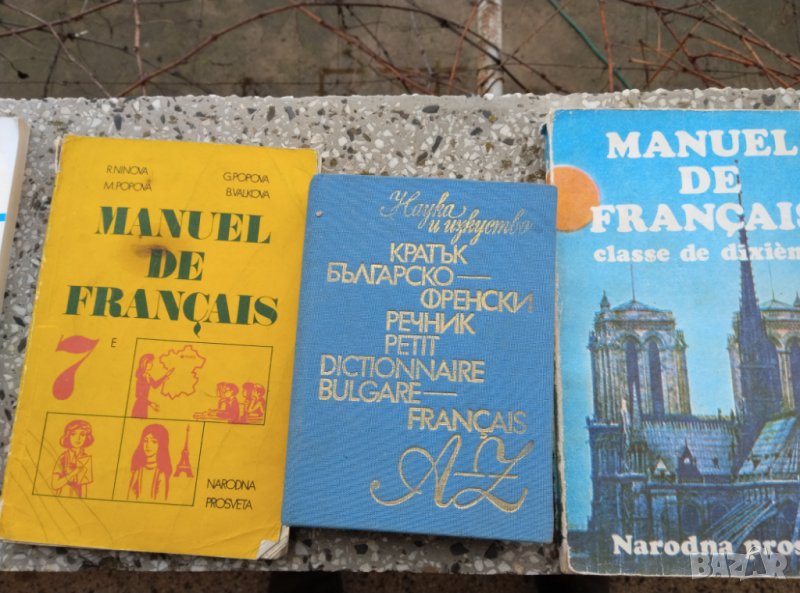 R.NINOVA G.POPOVA
M.POPOVA B.VALKOVA
MANUEL
DE
FRANÇAIS
7 E
NARODNA
PROSVETA
Наука
и изкуство
КРАТЪК
БЪЛГАРСКО—
ФРЕНСКИ
РЕЧНИК
PETIT
DICTIONNAIRE
BULGARE—
FRANÇAIS
A-Z
MANUEL
DE
FRANÇAIS
classe de dixièm
Narodna pros
BAZAR